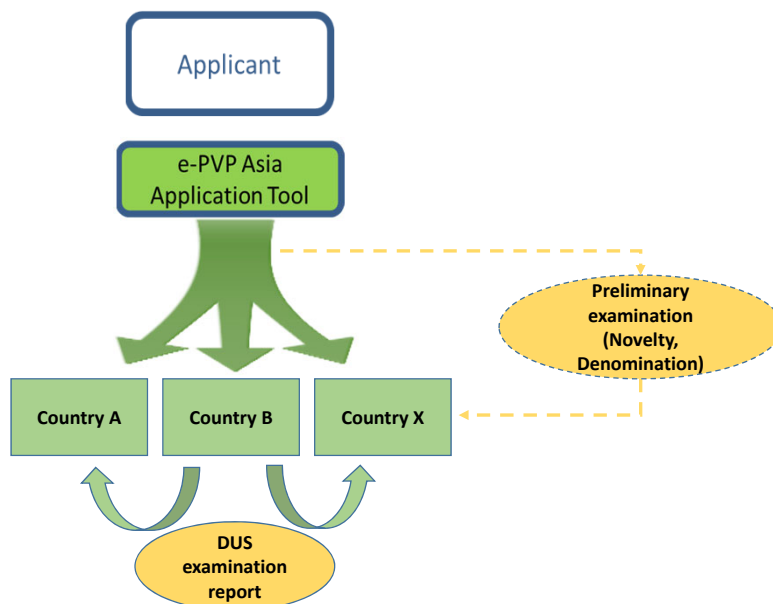 Applicant
e-PVP Asia
Application Tool
Preliminary
examination
(Novelty,
Denomination)
Country A
Country B
Country X
DUS
examination
report